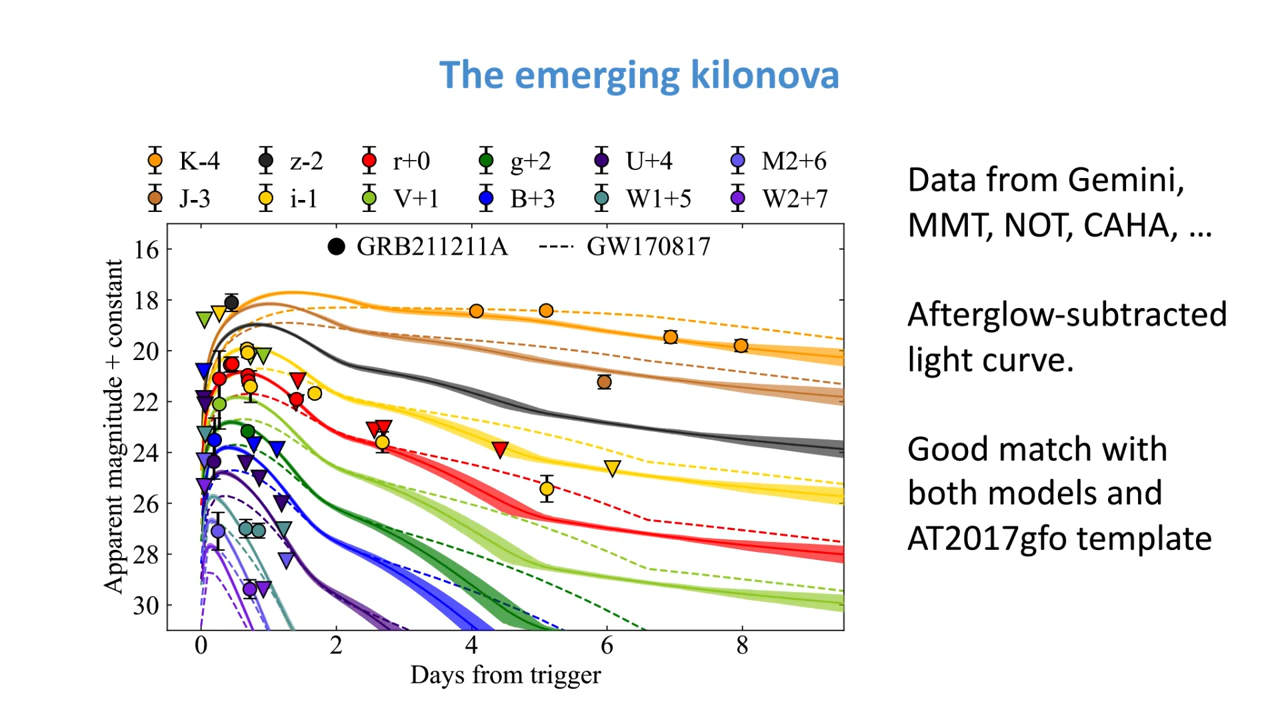 The emerging kilonova
K-4 z-2 r+0 g+2 U+4 M2+6
J-3 i-1 V+1 B+3 W1+5 W2+7
GRB211211A GW170817
Apparent magnitude + constant
16
18
20
22
24
26
28
30
0 2 4 6 8
Days from trigger
Data from Gemini,
MMT, NOT, CAHA, …
Afterglow-subtracted
light curve.
Good match with
both models and
AT2017gfo template